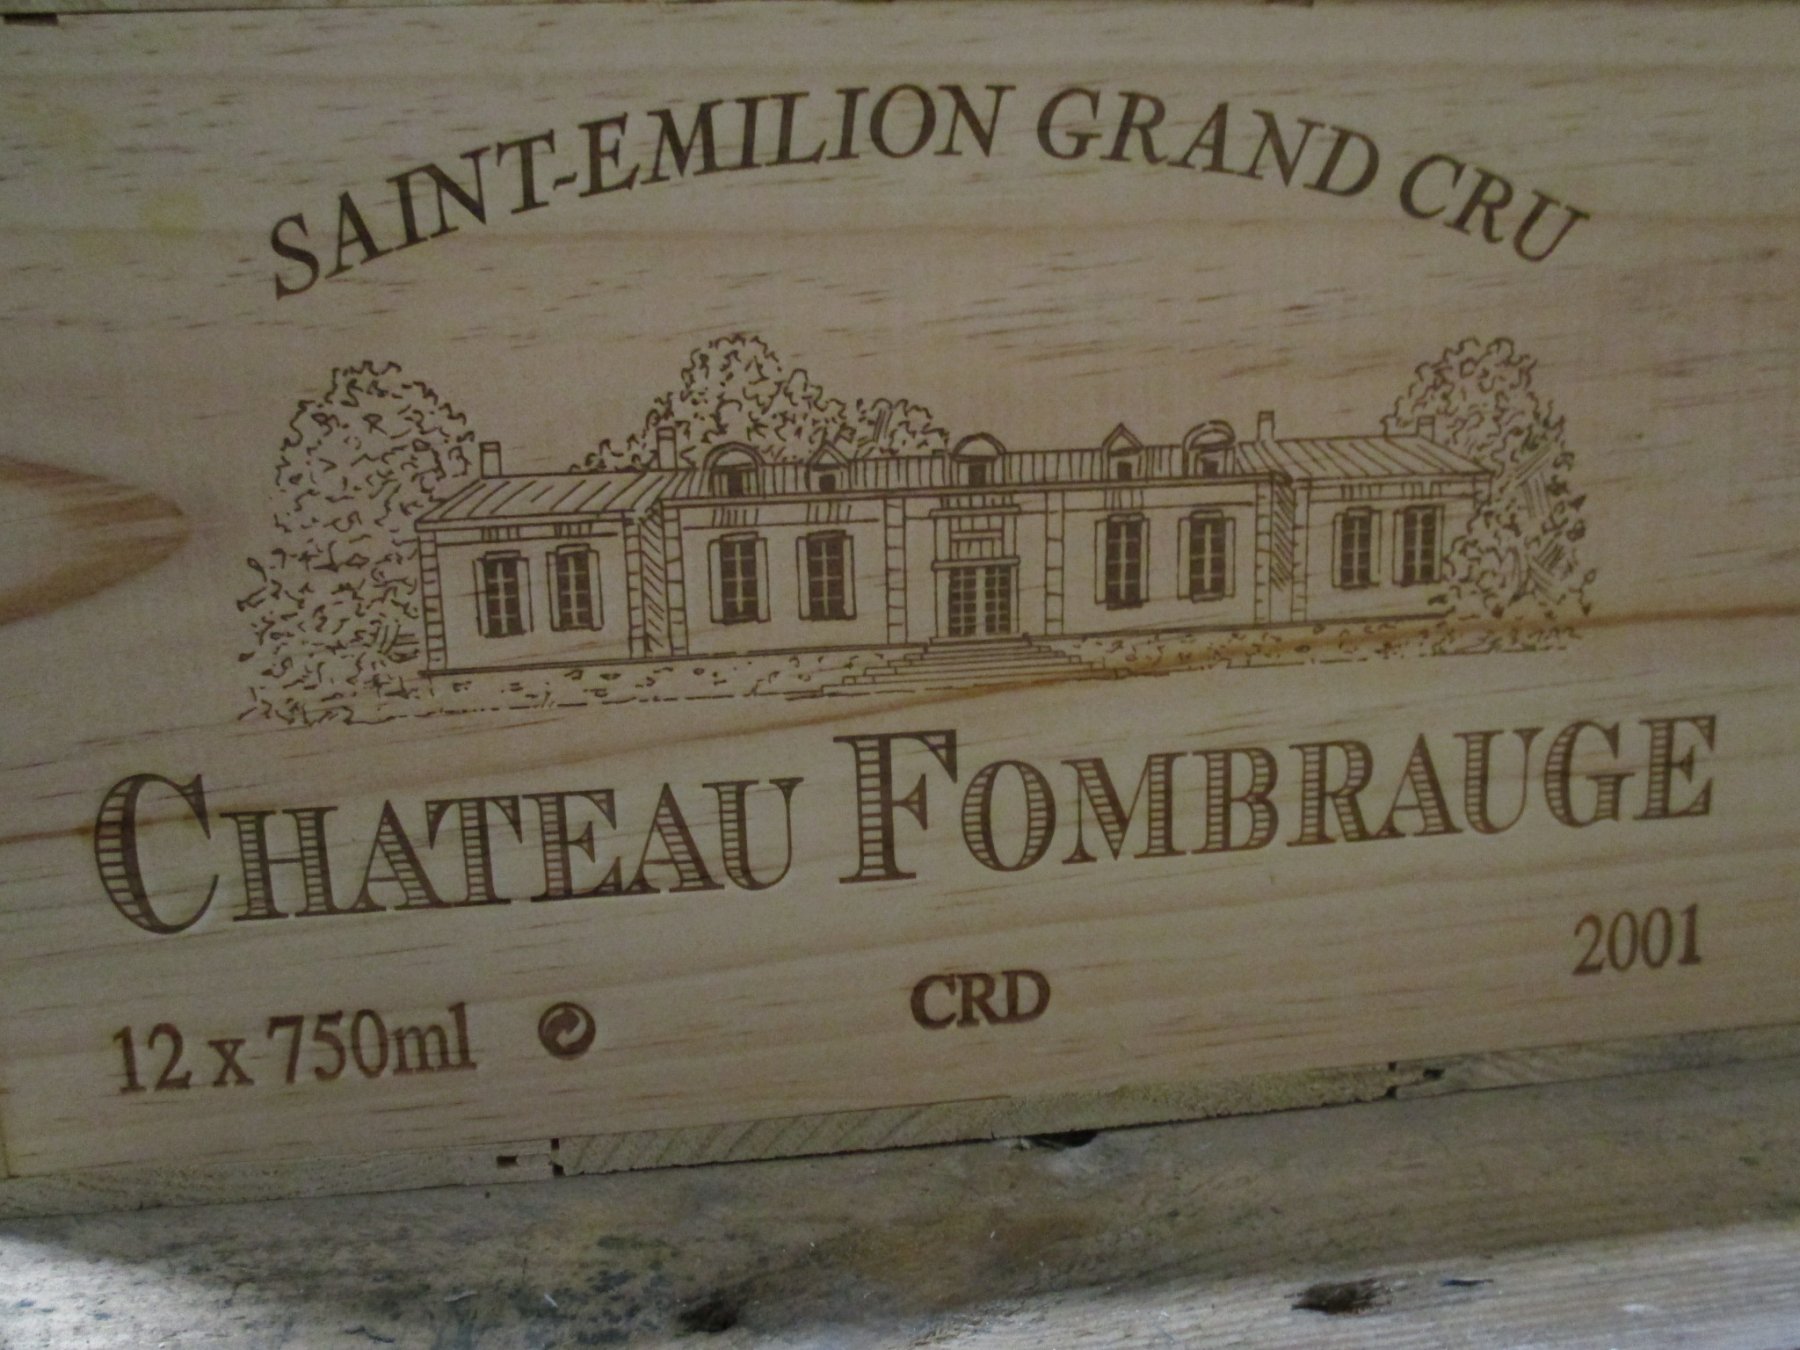 SAINT-EMILION GRAND CRU
CHATEAU FOMBRAUGE
2001
12 x 750ml CRD